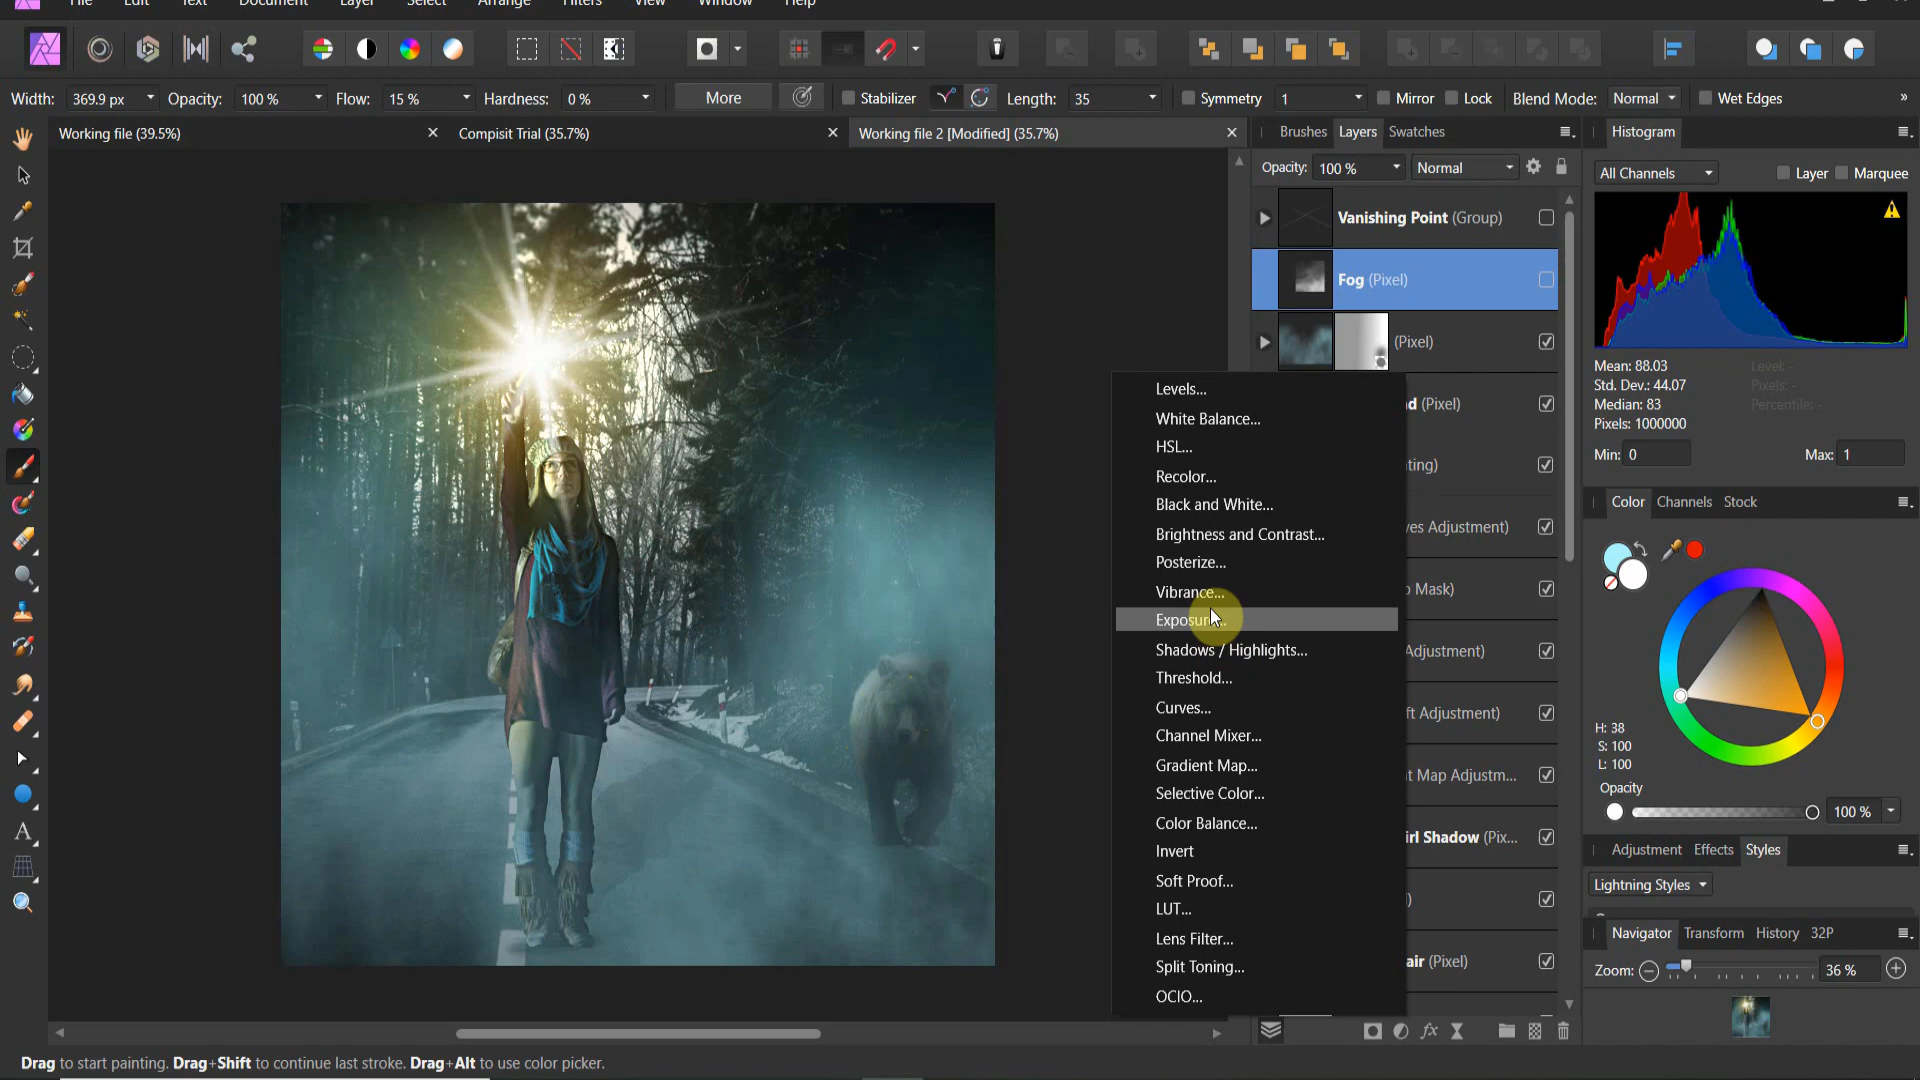 File Edit Text Document Layer Select Arrange Filters View Window Help
Width: 369.9 px Opacity: 100 % Flow: 15 % Hardness: 0 % More Stabilizer Length: 35 Symmetry 1 Mirror Lock Blend Mode: Normal Wet Edges »
Working file (39.5%)
Compisit Trial (35.7%)
Working file 2 [Modified] (35.7%)
Brushes Layers Swatches
Opacity: 100 % Normal
Vanishing Point (Group)
Fog (Pixel)
(Pixel)
d (Pixel)
ting)
ves Adjustment)
Mask)
Adjustment)
ft Adjustment)
t Map Adjustm...
irl Shadow (Pix...
)
air (Pixel)
Levels...
White Balance...
HSL...
Recolor...
Black and White...
Brightness and Contrast...
Posterize...
Vibrance...
Exposure...
Shadows / Highlights...
Threshold...
Curves...
Channel Mixer...
Gradient Map...
Selective Color...
Color Balance...
Invert
Soft Proof...
LUT...
Lens Filter...
Split Toning...
OCIO...
Histogram
All Channels Layer Marquee
Mean: 88.03 Level: -
Std. Dev.: 44.07 Pixels: -
Median: 83 Percentile: -
Pixels: 1000000
Min: 0 Max: 1
Color Channels Stock
H: 38
S: 100
L: 100
Opacity
100 %
Adjustment Effects Styles
Lightning Styles
Navigator Transform History 32P
Zoom: 36 %
Drag to start painting. Drag+Shift to continue last stroke. Drag+Alt to use color picker.